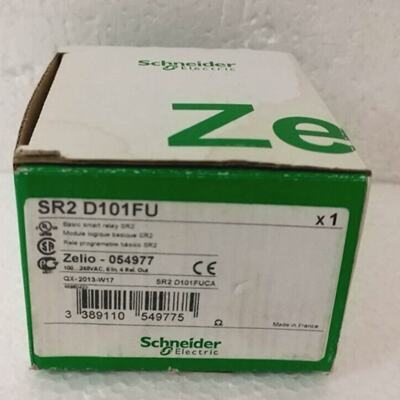 Schneider
Electric
Ze
SR2 D101FU
x 1
Basic smart relay SR2
Module logique basique SR2
Relé programable básico SR2
Zelio - 054977
100...240VAC, 6 In, 4 Rel. Out
CE
QX-2013-W17
SR2 D101FUCA
3 389110 549775
Made in France
Schneider
Electric